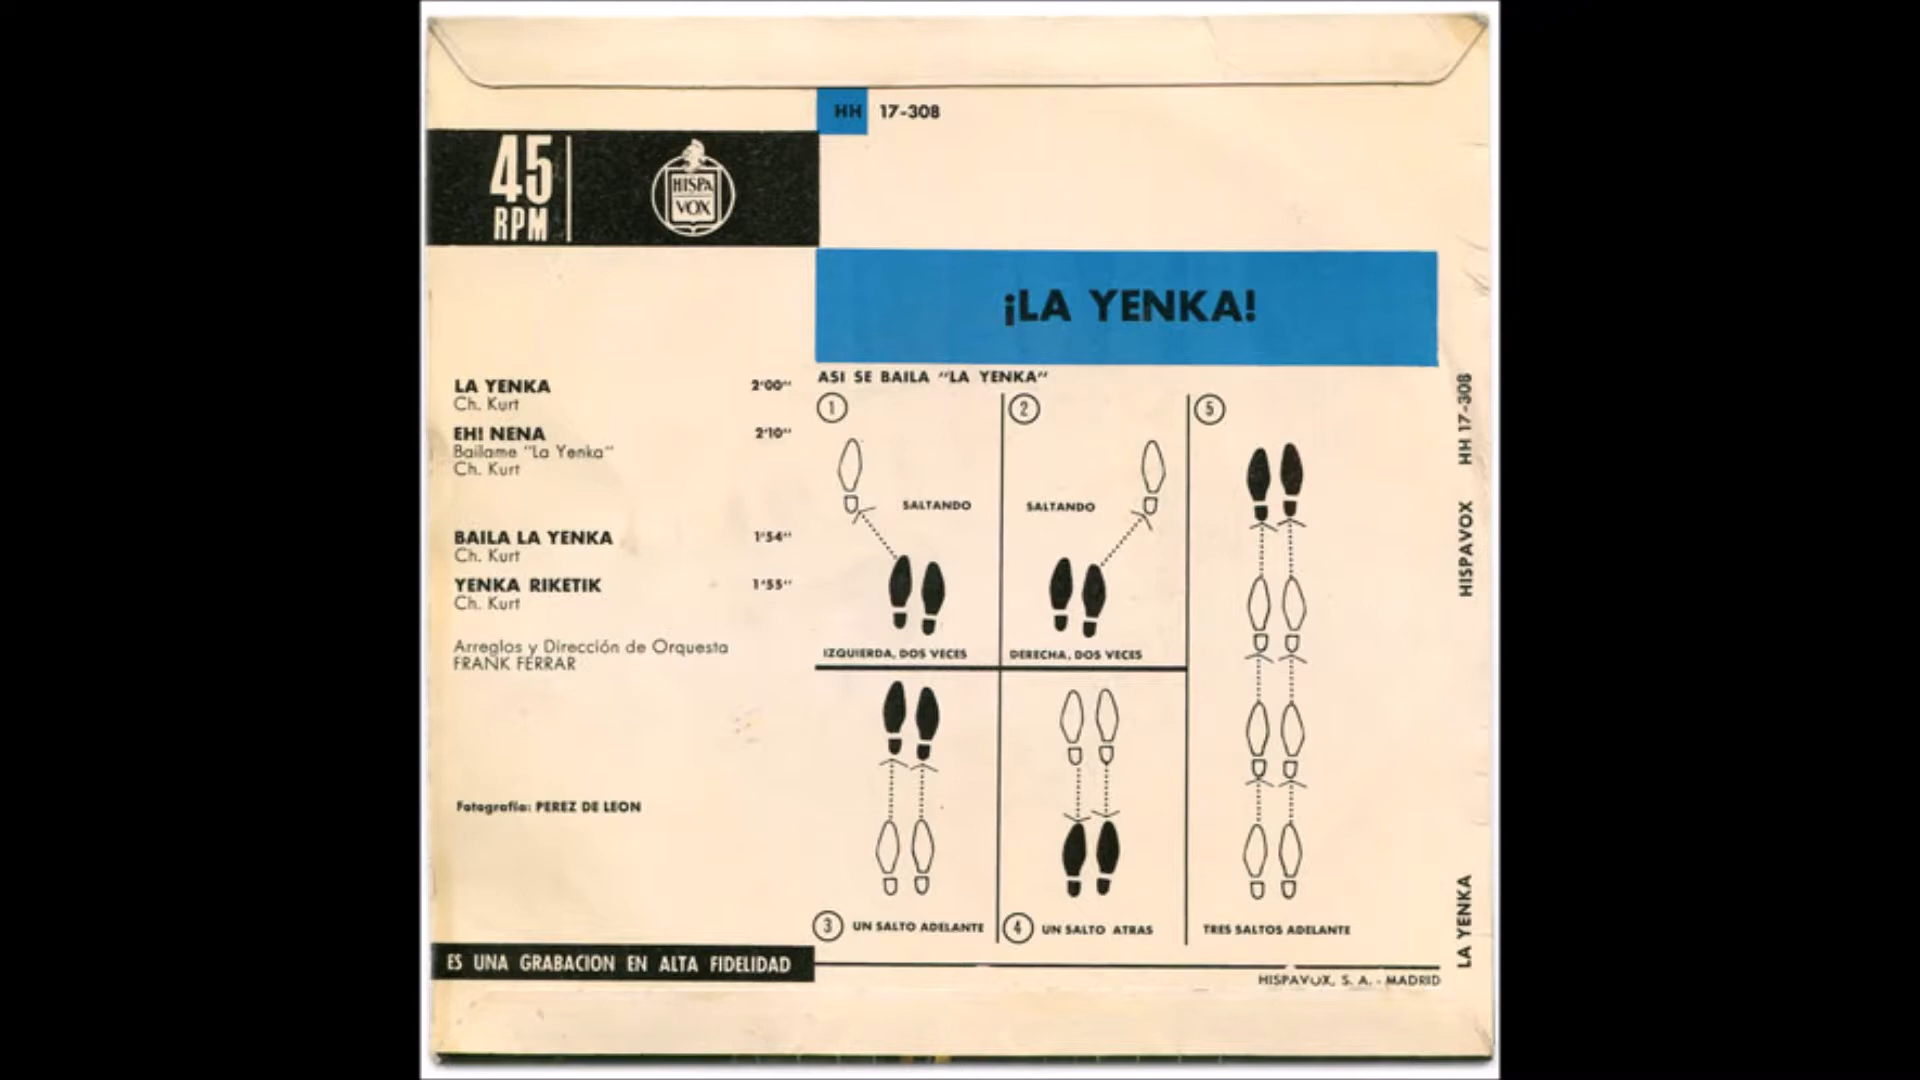 HH 17-308
45
RPM
HISPA
VOX
¡LA YENKA!
LA YENKA 2'00"
Ch. Kurt
EH! NENA 2'10"
Bailame "La Yenka"
Ch. Kurt
BAILA LA YENKA 1'54"
Ch. Kurt
YENKA RIKETIK 1'55"
Ch. Kurt
Arreglos y Dirección de Orquesta
FRANK FERRAR
Fotografía: PEREZ DE LEON
ES UNA GRABACION EN ALTA FIDELIDAD
ASI SE BAILA "LA YENKA"
1
SALTANDO
IZQUIERDA, DOS VECES
2
SALTANDO
DERECHA, DOS VECES
3 UN SALTO ADELANTE
4 UN SALTO ATRAS
5
TRES SALTOS ADELANTE
HISPAVOX, S. A. - MADRID
LA YENKA HISPAVOX HH 17-308